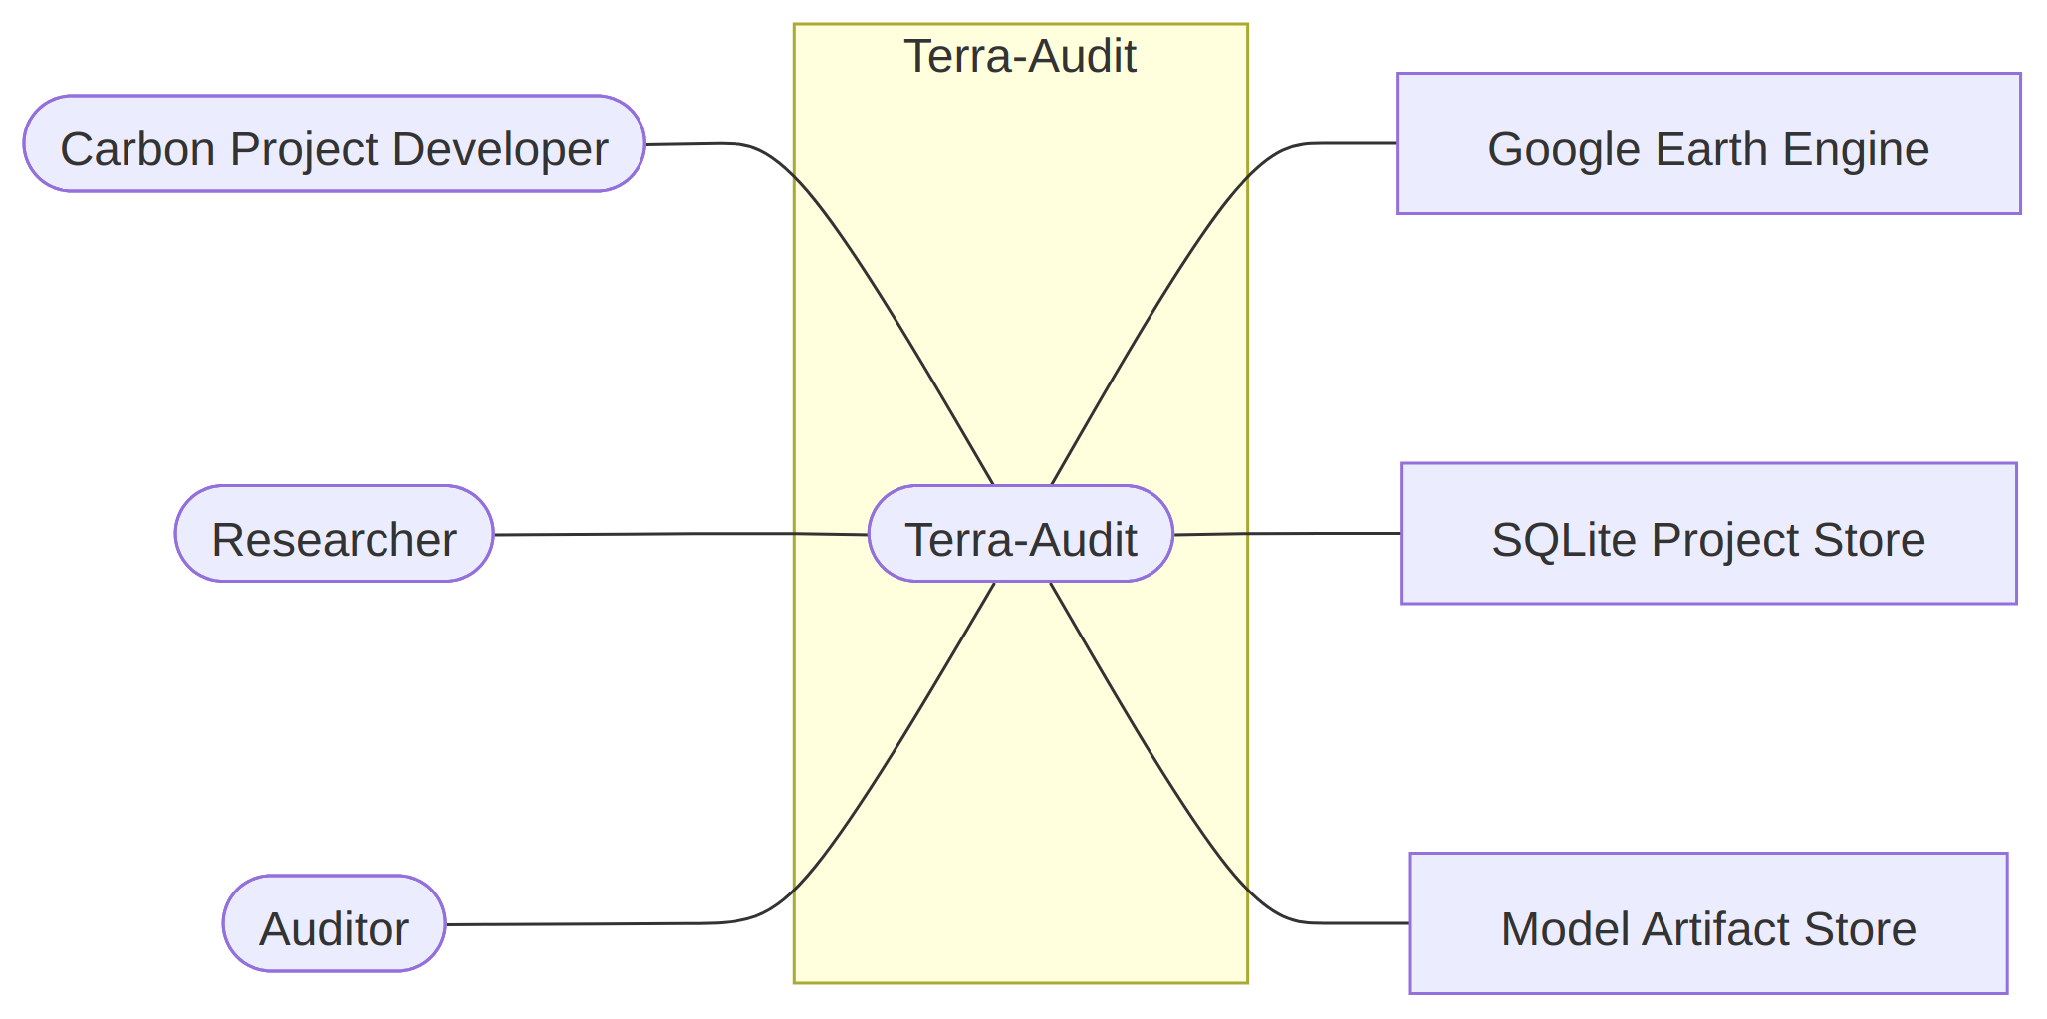 Terra-Audit
Carbon Project Developer
Google Earth Engine
Researcher
Terra-Audit
SQLite Project Store
Auditor
Model Artifact Store